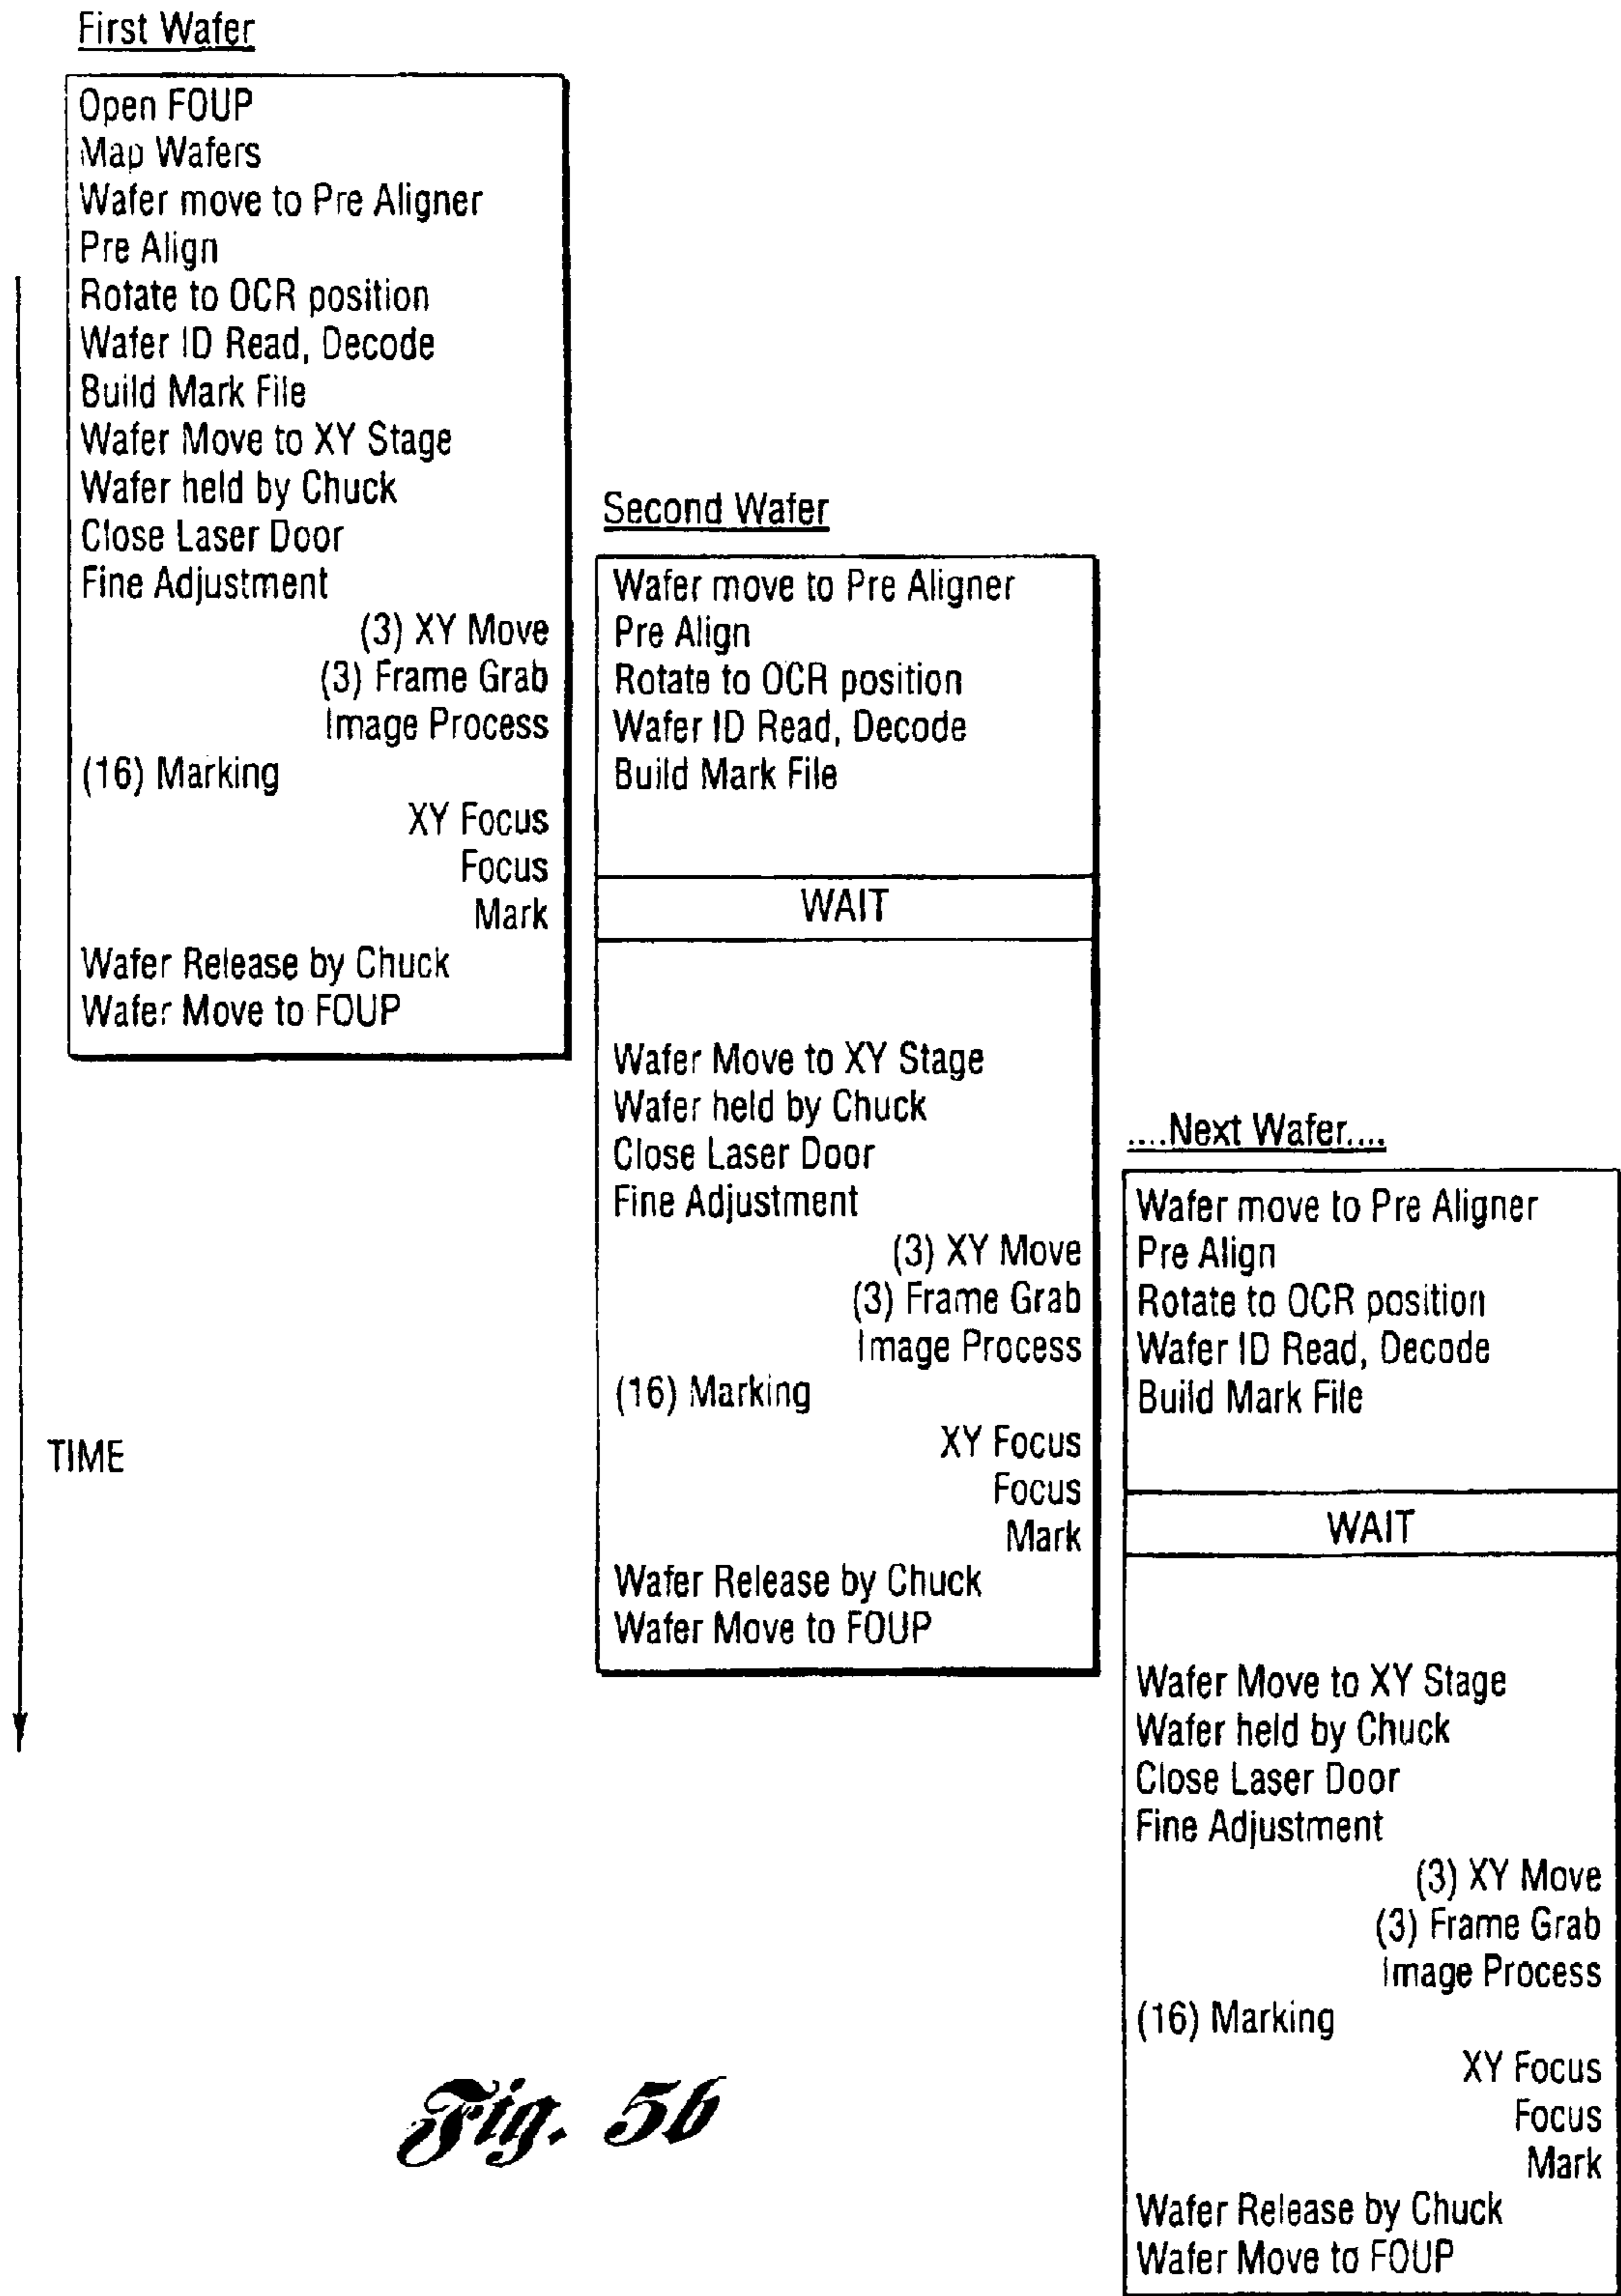 First Wafer
Open FOUP
Map Wafers
Wafer move to Pre Aligner
Pre Align
Rotate to OCR position
Wafer ID Read, Decode
Build Mark File
Wafer Move to XY Stage
Wafer held by Chuck
Close Laser Door
Fine Adjustment
(3) XY Move
(3) Frame Grab
Image Process
(16) Marking
XY Focus
Focus
Mark
Wafer Release by Chuck
Wafer Move to FOUP
Second Wafer
Wafer move to Pre Aligner
Pre Align
Rotate to OCR position
Wafer ID Read, Decode
Build Mark File
WAIT
Wafer Move to XY Stage
Wafer held by Chuck
Close Laser Door
Fine Adjustment
(3) XY Move
(3) Frame Grab
Image Process
(16) Marking
XY Focus
Focus
Mark
Wafer Release by Chuck
Wafer Move to FOUP
....Next Wafer....
Wafer move to Pre Aligner
Pre Align
Rotate to OCR position
Wafer ID Read, Decode
Build Mark File
WAIT
Wafer Move to XY Stage
Wafer held by Chuck
Close Laser Door
Fine Adjustment
(3) XY Move
(3) Frame Grab
Image Process
(16) Marking
XY Focus
Focus
Mark
Wafer Release by Chuck
Wafer Move to FOUP
TIME
Fig. 5b